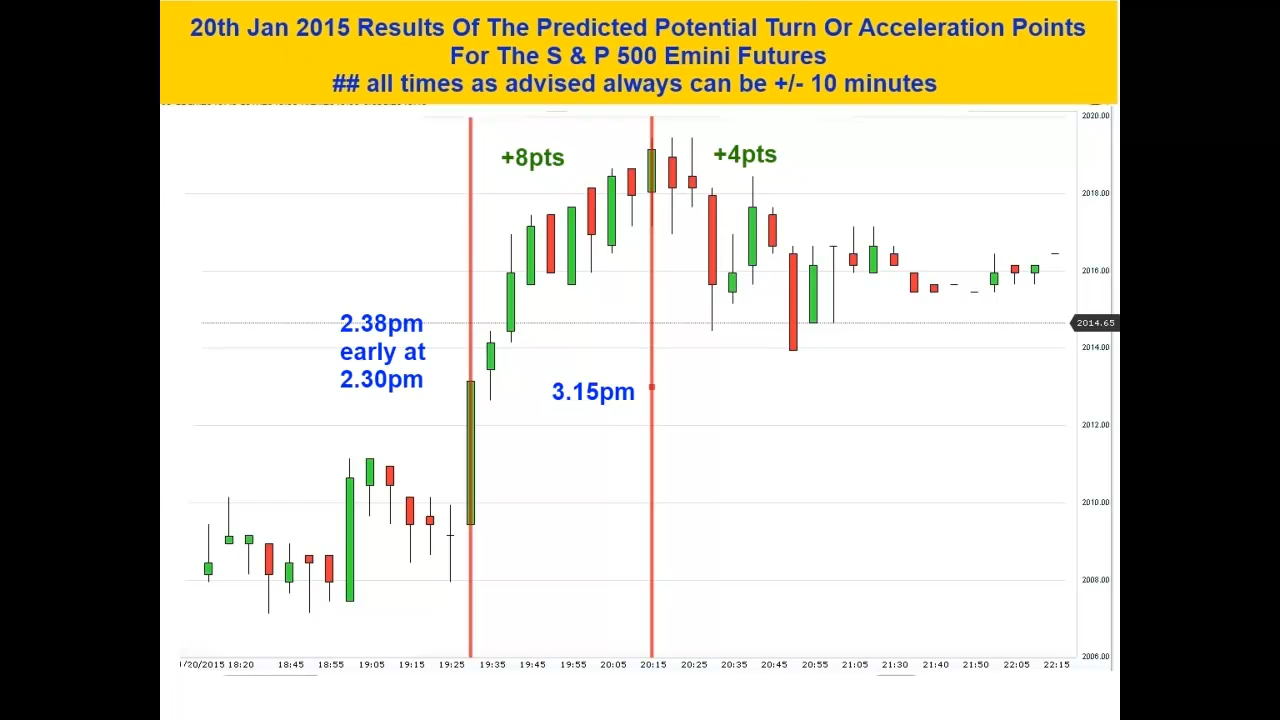 20th Jan 2015 Results Of The Predicted Potential Turn Or Acceleration Points
For The S & P 500 Emini Futures
## all times as advised always can be +/- 10 minutes
2020.00
+8pts
+4pts
2018.00
2016.00
2.38pm
early at
2.30pm
2014.65
2014.00
3.15pm
2012.00
2010.00
2008.00
2006.00
/20/2015 18:20 18:45 18:55 19:05 19:15 19:25 19:35 19:45 19:55 20:05 20:15 20:25 20:35 20:45 20:55 21:05 21:30 21:40 21:50 22:05 22:15